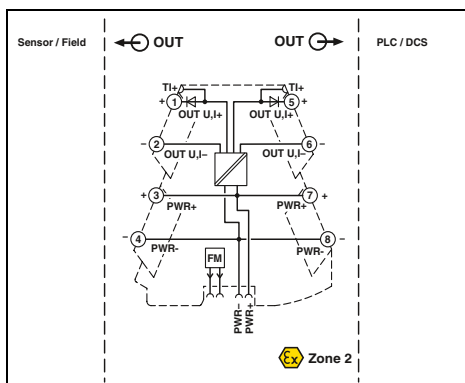 Sensor / Field
OUT
OUT
PLC / DCS
TI+
TI+
+
1
5
+
OUT U,I+
OUT U,I+
−
2
6
−
OUT U,I−
OUT U,I−
+
3
7
+
PWR+
PWR+
−
4
8
−
PWR-
PWR-
FM
PWR-
PWR+
Ex
Zone 2